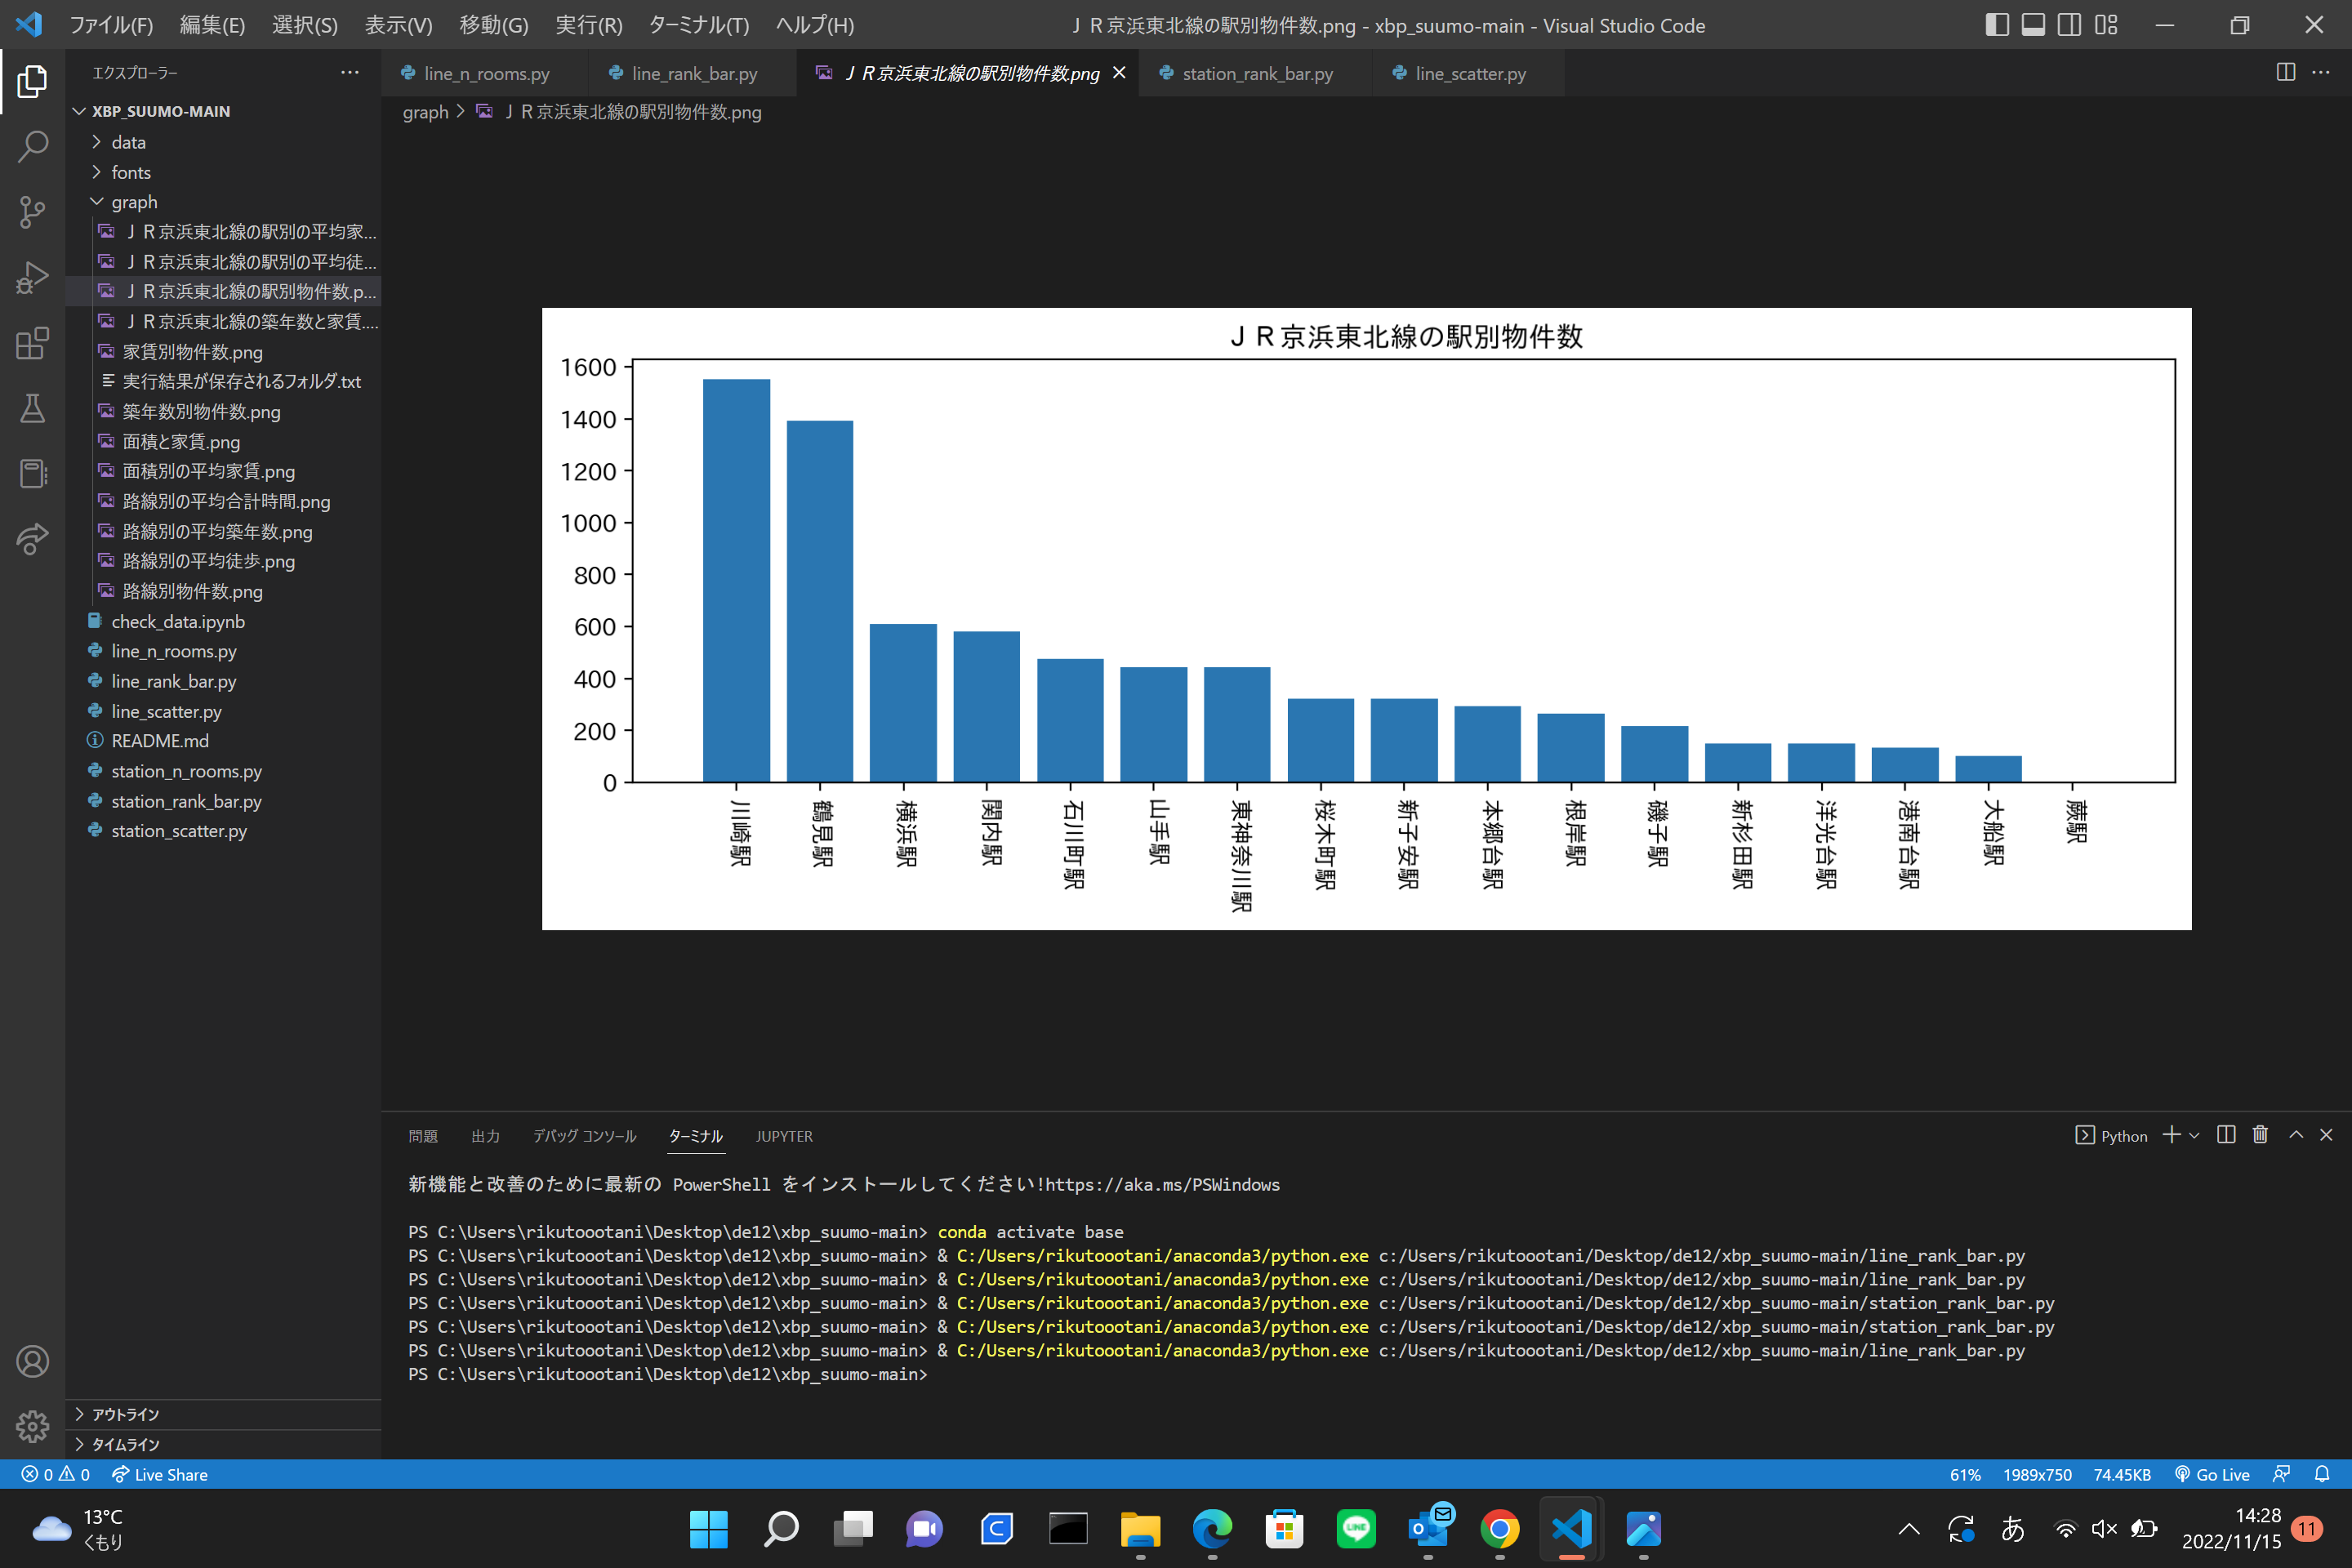 ファイル(F) 編集(E) 選択(S) 表示(V) 移動(G) 実行(R) ターミナル(T) ヘルプ(H) ＪＲ京浜東北線の駅別物件数.png - xbp_suumo-main - Visual Studio Code
エクスプローラー
line_n_rooms.py line_rank_bar.py ＪＲ京浜東北線の駅別物件数.png station_rank_bar.py line_scatter.py
graph > ＪＲ京浜東北線の駅別物件数.png
XBP_SUUMO-MAIN
data
fonts
graph
ＪＲ京浜東北線の駅別の平均家...
ＪＲ京浜東北線の駅別の平均徒...
ＪＲ京浜東北線の駅別物件数.p...
ＪＲ京浜東北線の築年数と家賃....
家賃別物件数.png
実行結果が保存されるフォルダ.txt
築年数別物件数.png
面積と家賃.png
面積別の平均家賃.png
路線別の平均合計時間.png
路線別の平均築年数.png
路線別の平均徒歩.png
路線別物件数.png
check_data.ipynb
line_n_rooms.py
line_rank_bar.py
line_scatter.py
README.md
station_n_rooms.py
station_rank_bar.py
station_scatter.py
アウトライン
タイムライン
ＪＲ京浜東北線の駅別物件数
1600
1400
1200
1000
800
600
400
200
0
川崎駅
鶴見駅
横浜駅
関内駅
石川町駅
山手駅
東神奈川駅
桜木町駅
新子安駅
本郷台駅
根岸駅
磯子駅
新杉田駅
洋光台駅
港南台駅
大船駅
蕨駅
問題 出力 デバッグ コンソール ターミナル JUPYTER
Python
新機能と改善のために最新の PowerShell をインストールしてください!https://aka.ms/PSWindows
PS C:\Users\rikutoootani\Desktop\de12\xbp_suumo-main> conda activate base
PS C:\Users\rikutoootani\Desktop\de12\xbp_suumo-main> & C:/Users/rikutoootani/anaconda3/python.exe c:/Users/rikutoootani/Desktop/de12/xbp_suumo-main/line_rank_bar.py
PS C:\Users\rikutoootani\Desktop\de12\xbp_suumo-main> & C:/Users/rikutoootani/anaconda3/python.exe c:/Users/rikutoootani/Desktop/de12/xbp_suumo-main/line_rank_bar.py
PS C:\Users\rikutoootani\Desktop\de12\xbp_suumo-main> & C:/Users/rikutoootani/anaconda3/python.exe c:/Users/rikutoootani/Desktop/de12/xbp_suumo-main/station_rank_bar.py
PS C:\Users\rikutoootani\Desktop\de12\xbp_suumo-main> & C:/Users/rikutoootani/anaconda3/python.exe c:/Users/rikutoootani/Desktop/de12/xbp_suumo-main/station_rank_bar.py
PS C:\Users\rikutoootani\Desktop\de12\xbp_suumo-main> & C:/Users/rikutoootani/anaconda3/python.exe c:/Users/rikutoootani/Desktop/de12/xbp_suumo-main/line_rank_bar.py
PS C:\Users\rikutoootani\Desktop\de12\xbp_suumo-main>
0 0 Live Share 61% 1989x750 74.45KB Go Live
13°C
くもり
LINE
あ
14:28
2022/11/15
11